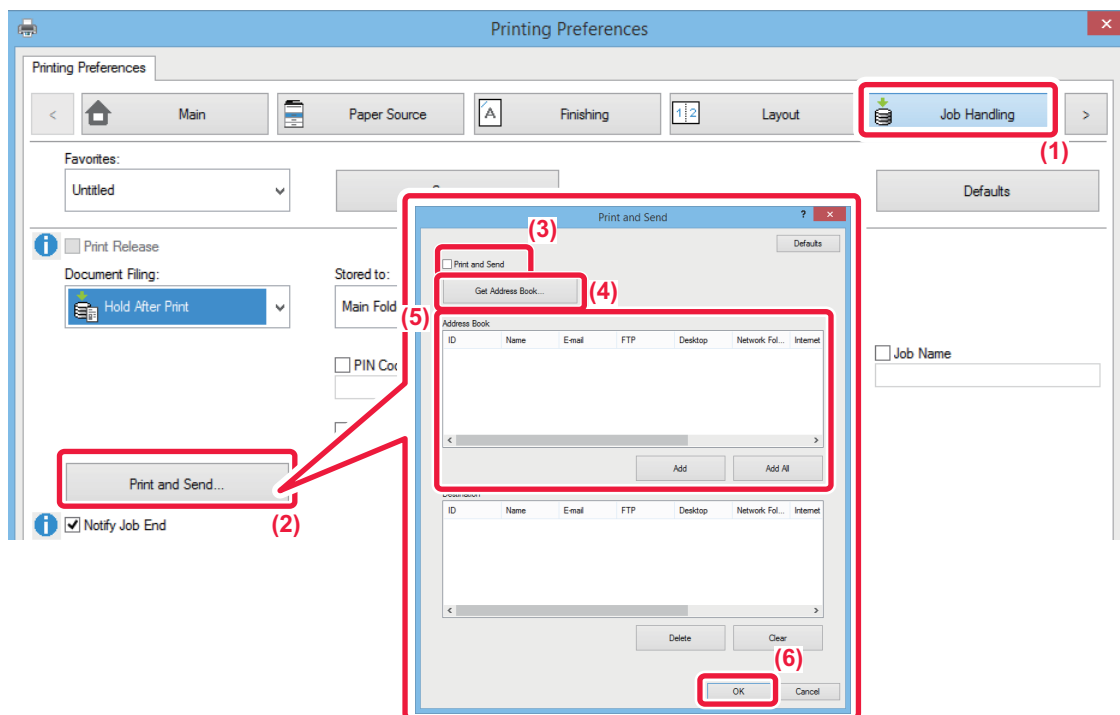 Printing Preferences
Printing Preferences
< Main Paper Source Finishing Layout Job Handling >
(1)
Favorites:
Untitled
Defaults
Print Release
Document Filing:
Stored to:
Hold After Print
Main Fold
PIN Coc
Job Name
Print and Send...
(2)
Notify Job End
Print and Send
?
(3)
Defaults
Print and Send
Get Address Book...
(4)
(5)
Address Book
ID Name E-mail FTP Desktop Network Fol... Internet
< >
Add Add All
Destination
ID Name E-mail FTP Desktop Network Fol... Internet
< >
Delete Clear
(6)
OK Cancel